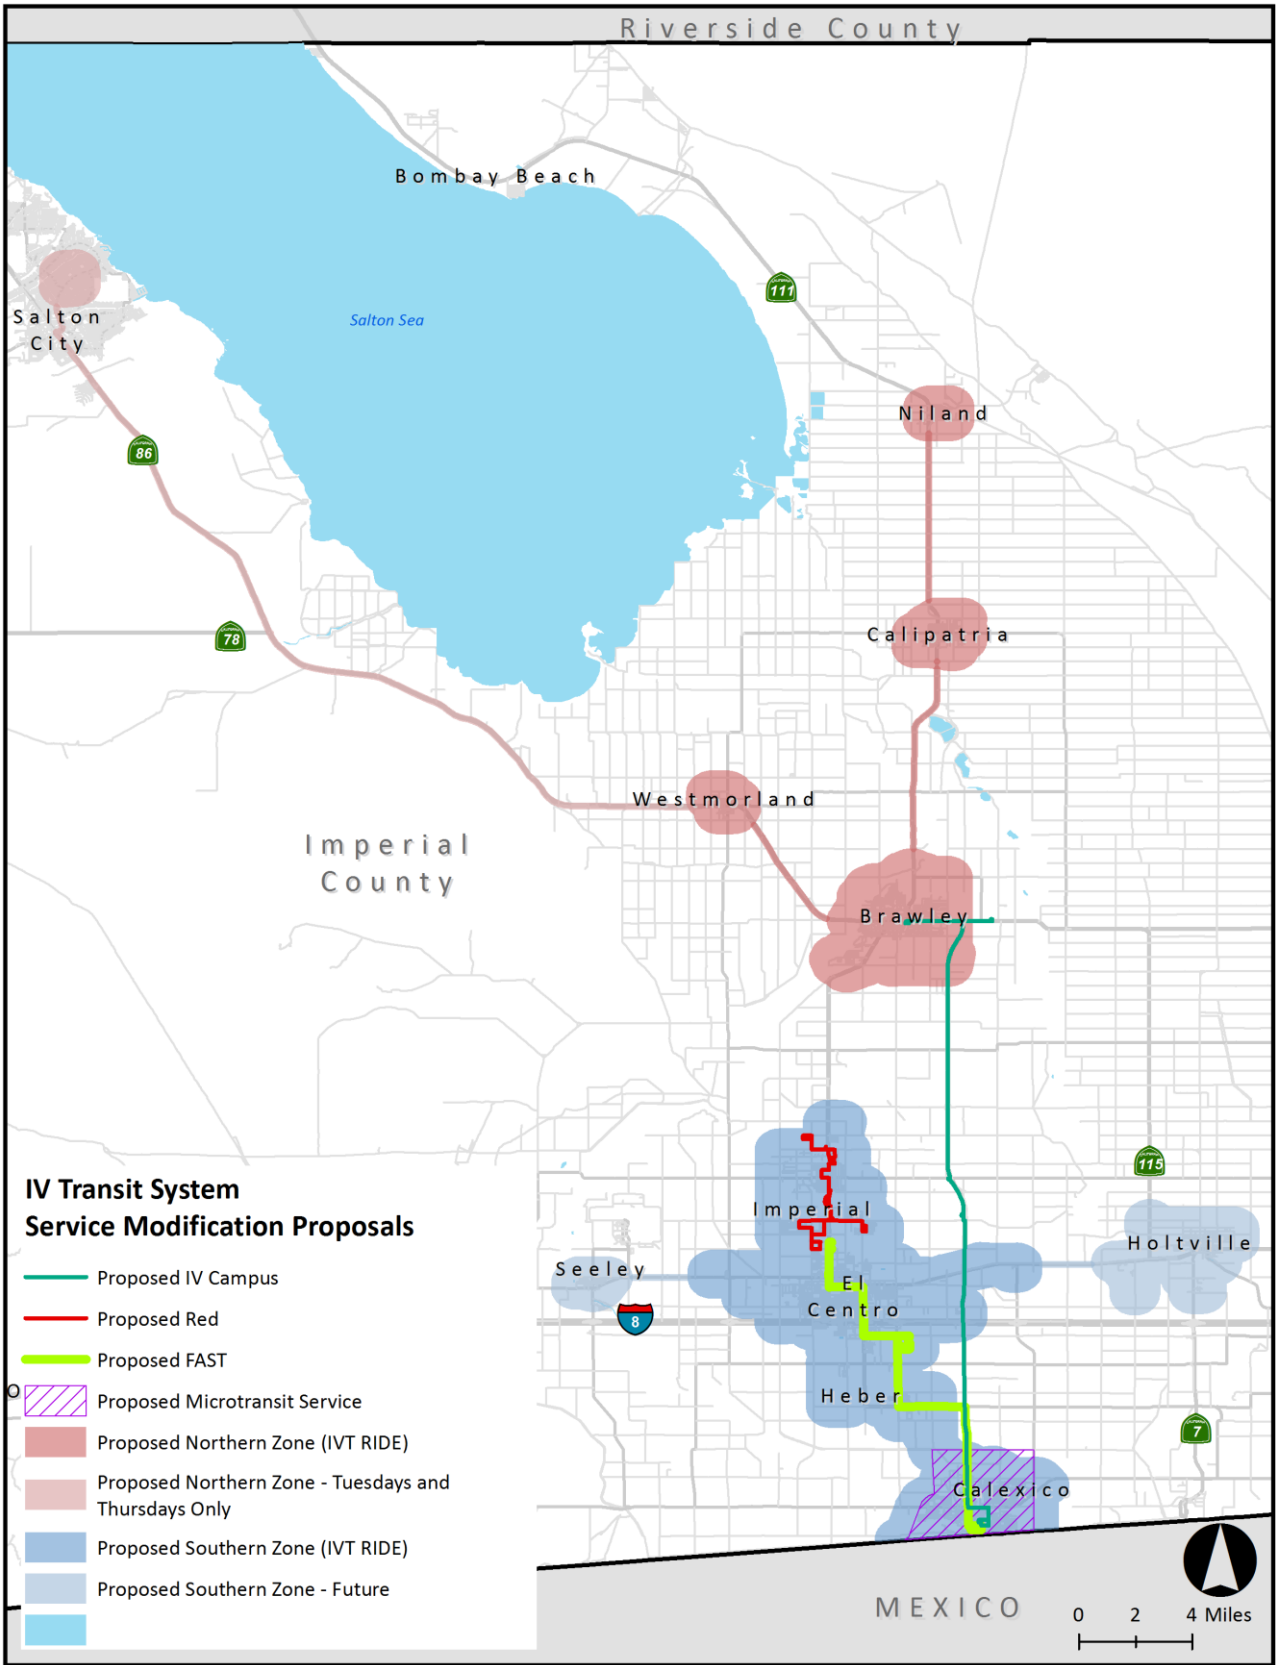 Riverside County
Bombay Beach
111
Salton Sea
Salton
City
86
Niland
78
Calipatria
Westmorland
Imperial
County
Brawley
115
Imperial
Holtville
Seeley
El
Centro
8
Heber
7
Calexico
MEXICO
IV Transit System
Service Modification Proposals
Proposed IV Campus
Proposed Red
Proposed FAST
O
Proposed Microtransit Service
Proposed Northern Zone (IVT RIDE)
Proposed Northern Zone - Tuesdays and
Thursdays Only
Proposed Southern Zone (IVT RIDE)
Proposed Southern Zone - Future
0 2 4 Miles